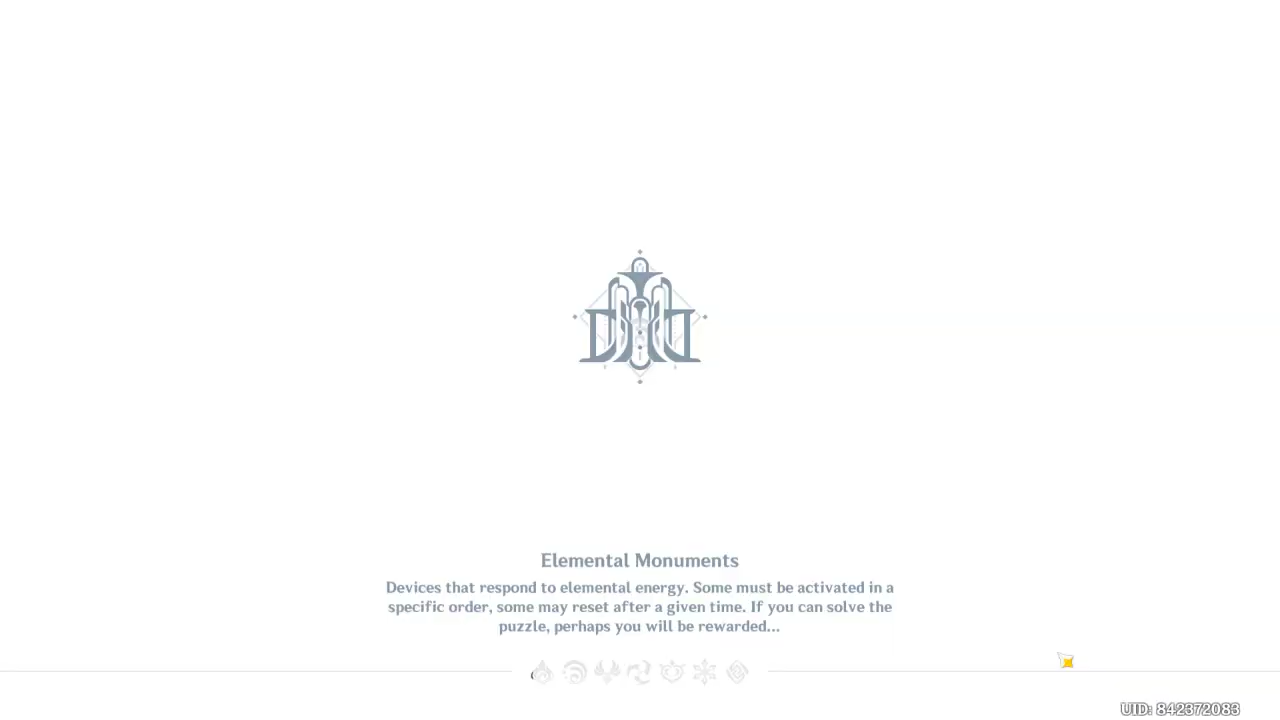 Elemental Monuments
Devices that respond to elemental energy. Some must be activated in a
specific order, some may reset after a given time. If you can solve the
puzzle, perhaps you will be rewarded...
UID: 842372083